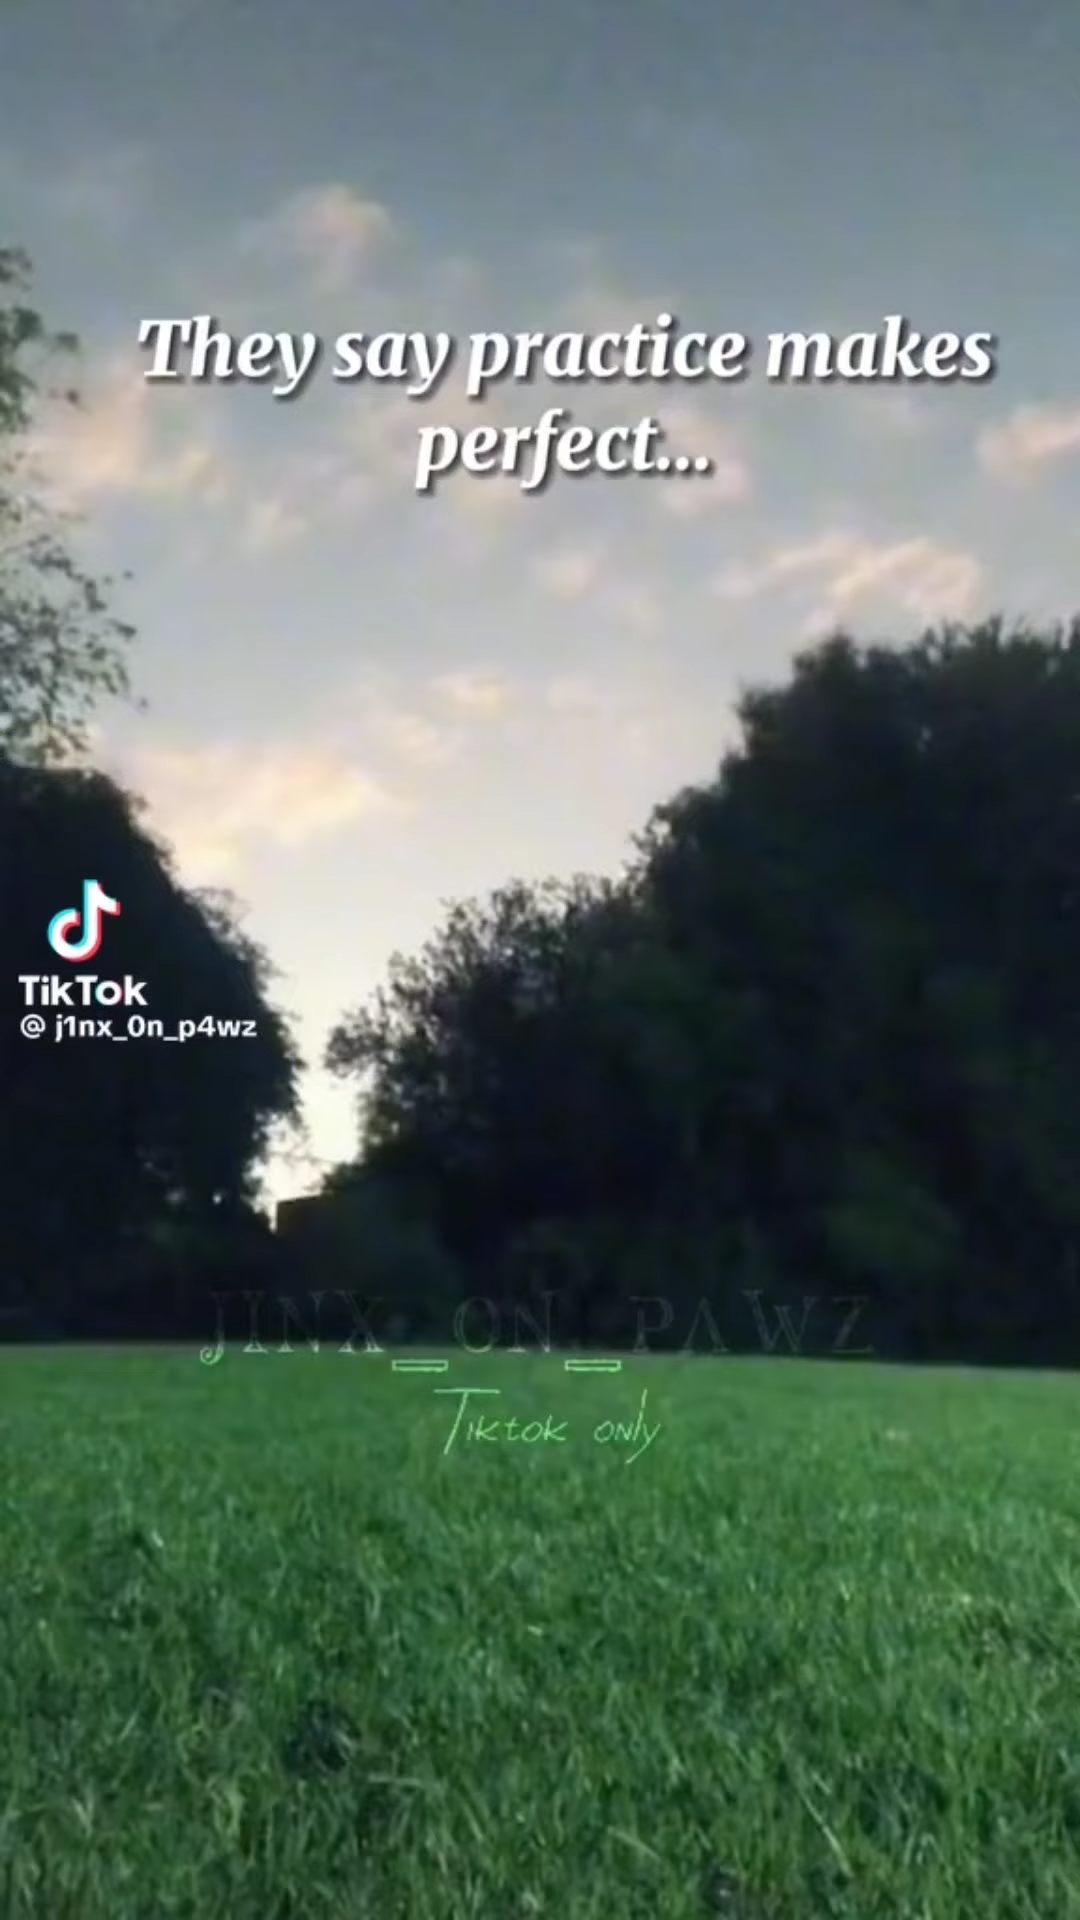 They say practice makes
perfect...
TikTok
@ j1nx_0n_p4wz
JINX_ON_PAWZ
Tiktok only